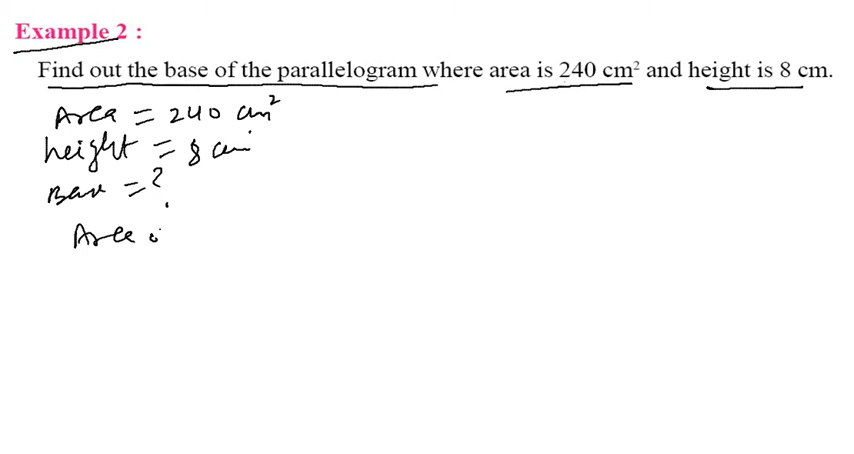 Example 2 :
Find out the base of the parallelogram where area is 240 cm² and height is 8 cm.
Area = 240 cm²
height = 8 cm
Base = ?
Area